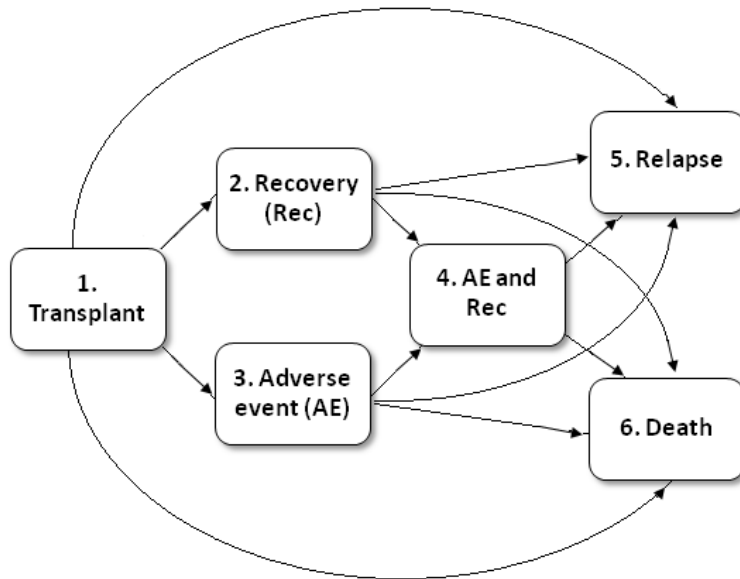 1.
Transplant
2. Recovery
(Rec)
3. Adverse
event (AE)
4. AE and
Rec
5. Relapse
6. Death